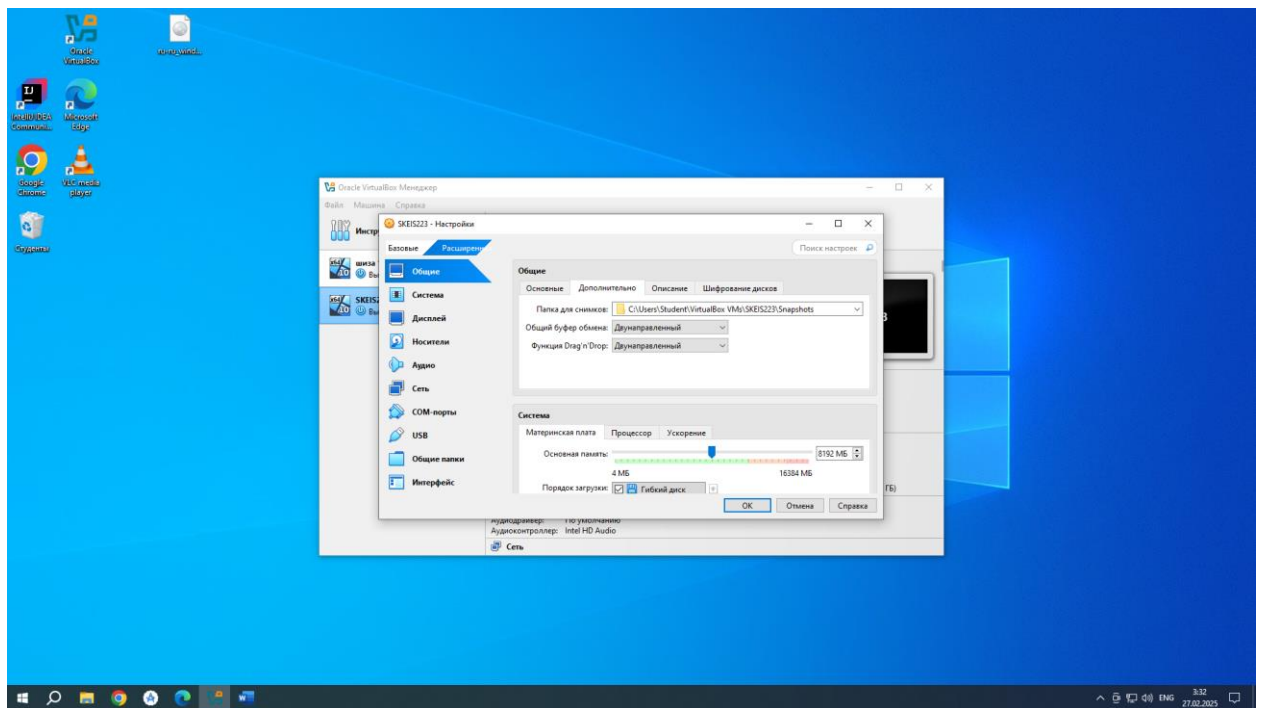 Oracle
VirtualBox
ru-ru_wind...
IntelliJ IDEA
Communi...
Microsoft
Edge
Google
Chrome
VLC media
player
Студенты
Oracle VirtualBox Менеджер
Файл Машина Справка
шиза
SKEIS223 - Настройки
Базовые
Поиск настроек
Общие
Система
Дисплей
Носители
Аудио
Сеть
COM-порты
USB
Общие папки
Интерфейс
Общие
Основные Дополнительно Описание Шифрование дисков
Папка для снимков: C:\Users\Student\VirtualBox VMs\SKEIS223\Snapshots
Общий буфер обмена: Двунаправленный
Функция Drag'n'Drop: Двунаправленный
Система
Материнская плата Процессор Ускорение
Основная память: 8192 МБ
4 МБ 16384 МБ
Порядок загрузки: Гибкий диск
ГБ)
OK Отмена Справка
Аудиодрайвер: По умолчанию
Аудиоконтроллер: Intel HD Audio
Сеть
ENG
3:32
27.02.2025